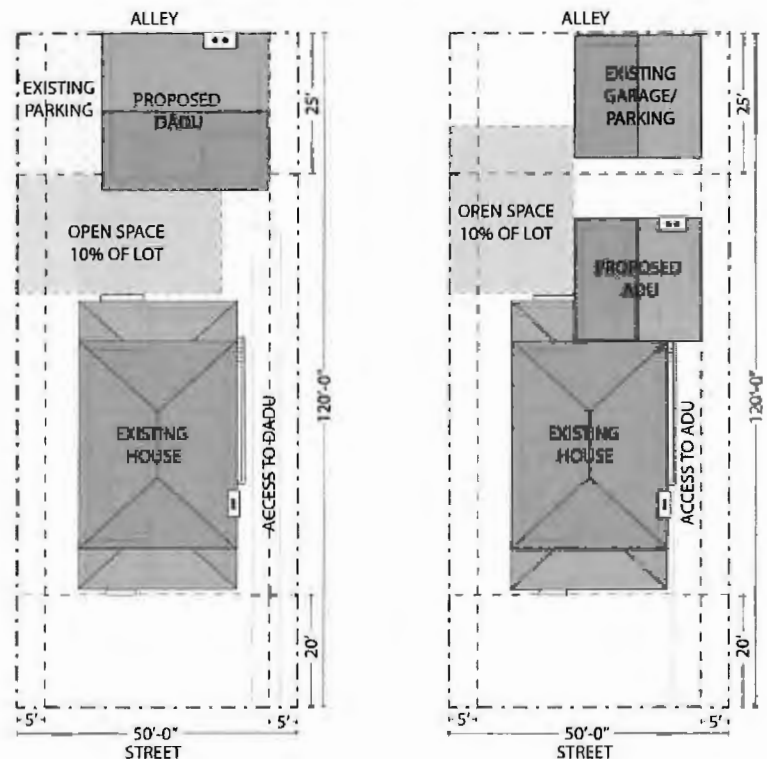 ALLEY
EXISTING
PARKING
PROPOSED
DADU
25'
OPEN SPACE
10% OF LOT
120'-0"
EXISTING
HOUSE
ACCESS TO DADU
20'
5'
50'-0"
5'
STREET
ALLEY
EXISTING
GARAGE/
PARKING
25'
OPEN SPACE
10% OF LOT
PROPOSED
ADU
120'-0"
EXISTING
HOUSE
ACCESS TO ADU
20'
5'
50'-0"
5'
STREET